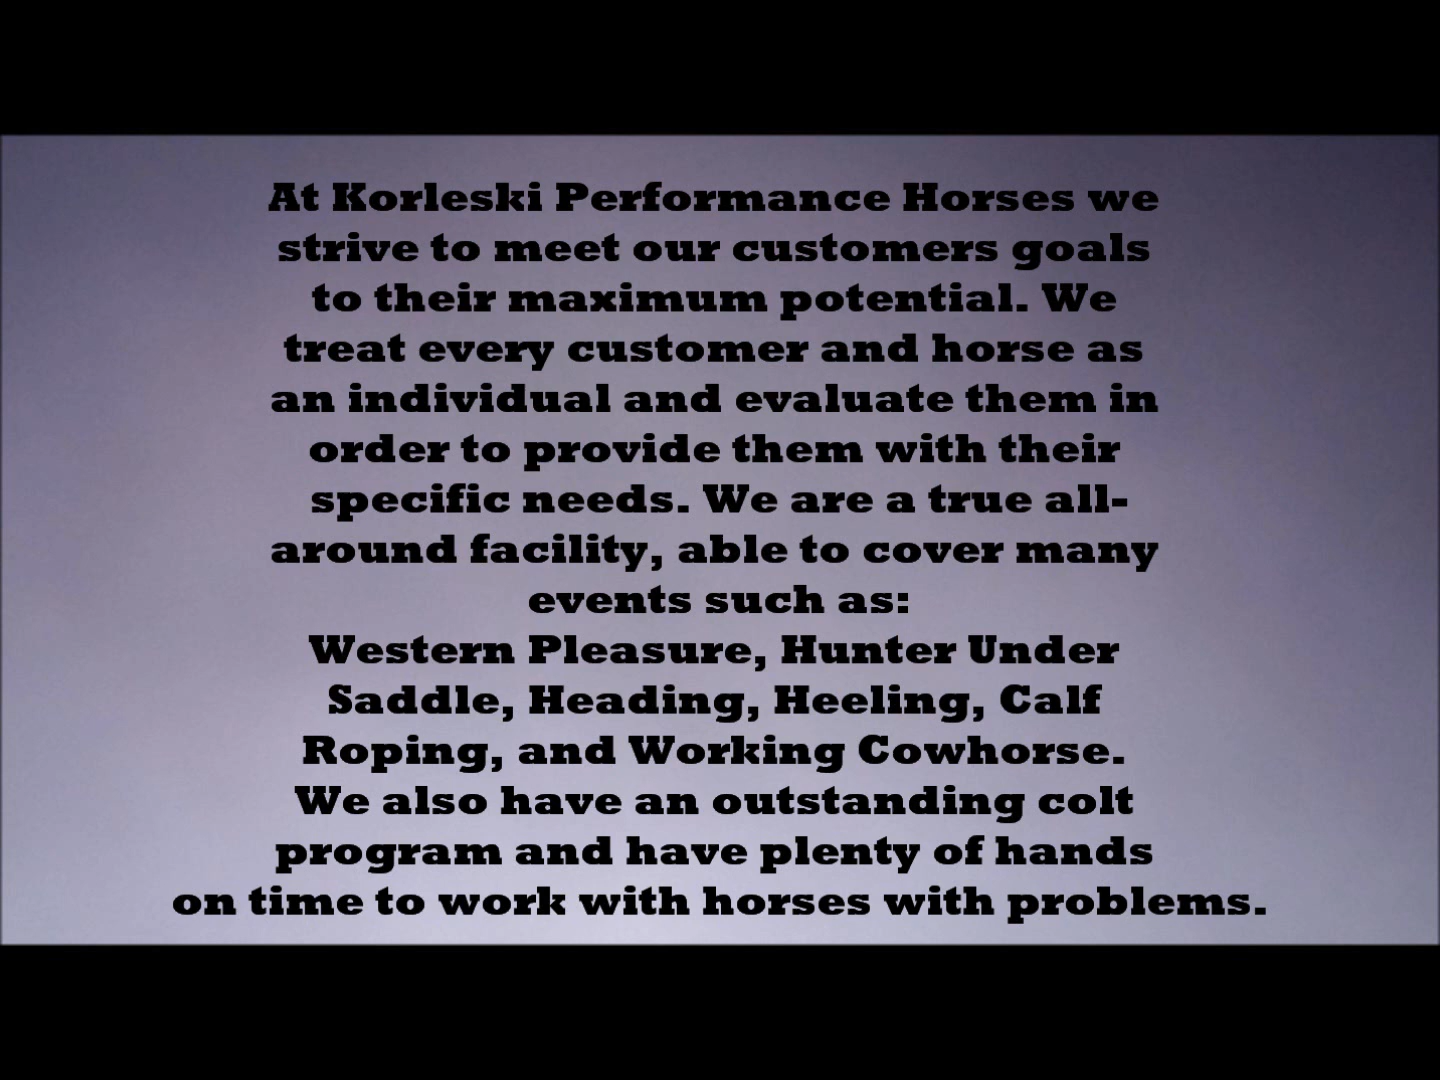 At Korleski Performance Horses we
strive to meet our customers goals
to their maximum potential. We
treat every customer and horse as
an individual and evaluate them in
order to provide them with their
specific needs. We are a true all-
around facility, able to cover many
events such as:
Western Pleasure, Hunter Under
Saddle, Heading, Heeling, Calf
Roping, and Working Cowhorse.
We also have an outstanding colt
program and have plenty of hands
on time to work with horses with problems.